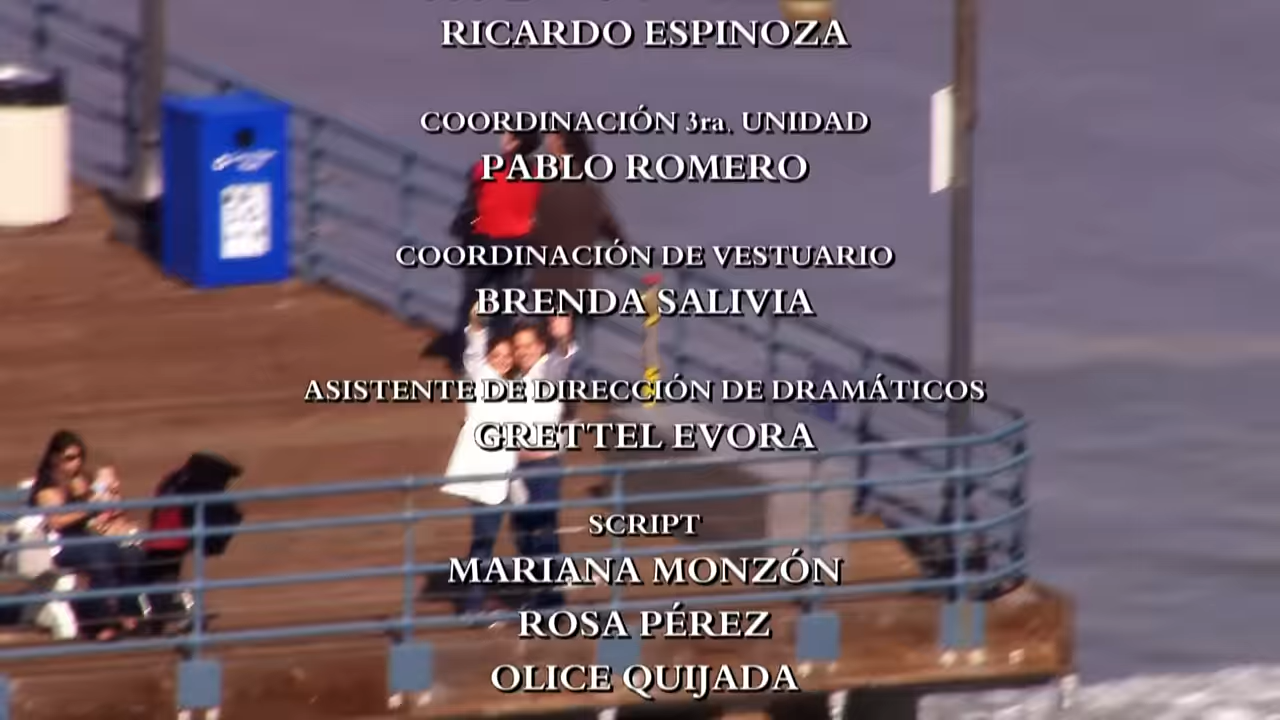 RICARDO ESPINOZA
COORDINACIÓN 3ra. UNIDAD
PABLO ROMERO
COORDINACIÓN DE VESTUARIO
BRENDA SALIVIA
ASISTENTE DE DIRECCIÓN DE DRAMÁTICOS
GRETTEL EVORA
SCRIPT
MARIANA MONZÓN
ROSA PÉREZ
OLICE QUIJADA